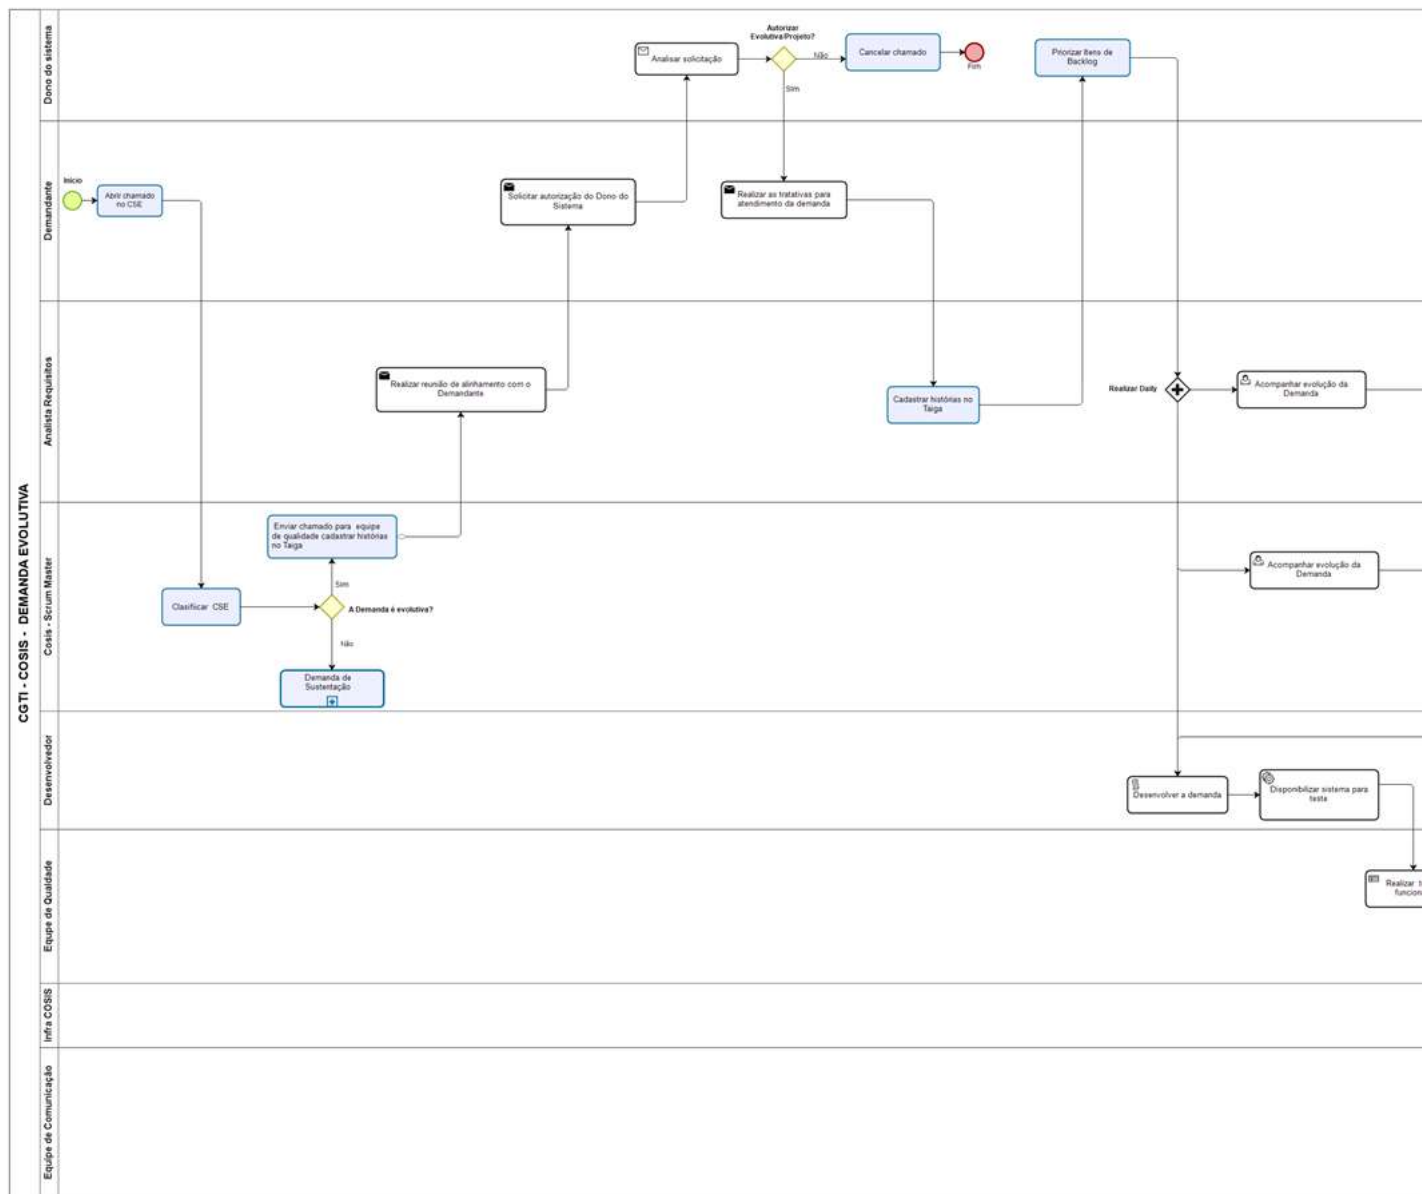 CGTI - COSIS - DEMANDA EVOLUTIVA
Dono do sistema
Analisar solicitação
Autorizar
Evolutiva/Projeto?
Não
Sim
Cancelar chamado
Fim
Priorizar Itens de
Backlog
Demandante
Início
Abrir chamado
no CSE
Solicitar autorização do Dono do
Sistema
Realizar as tratativas para
atendimento da demanda
Analista Requisitos
Realizar reunião de alinhamento com o
Demandante
Cadastrar histórias no
Taiga
Realizar Daily
Acompanhar evolução da
Demanda
Cosis - Scrum Master
Enviar chamado para equipe
de qualidade cadastrar histórias
no Taiga
Sim
Clasifiicar CSE
A Demanda é evolutiva?
Não
Demanda de
Sustentação
Acompanhar evolução da
Demanda
Desenvolvedor
Desenvolver a demanda
Disponibilizar sistema para
teste
Equpe de Qualdade
Realizar t
funcion
Infra COSIS
Equipe de Comunicação